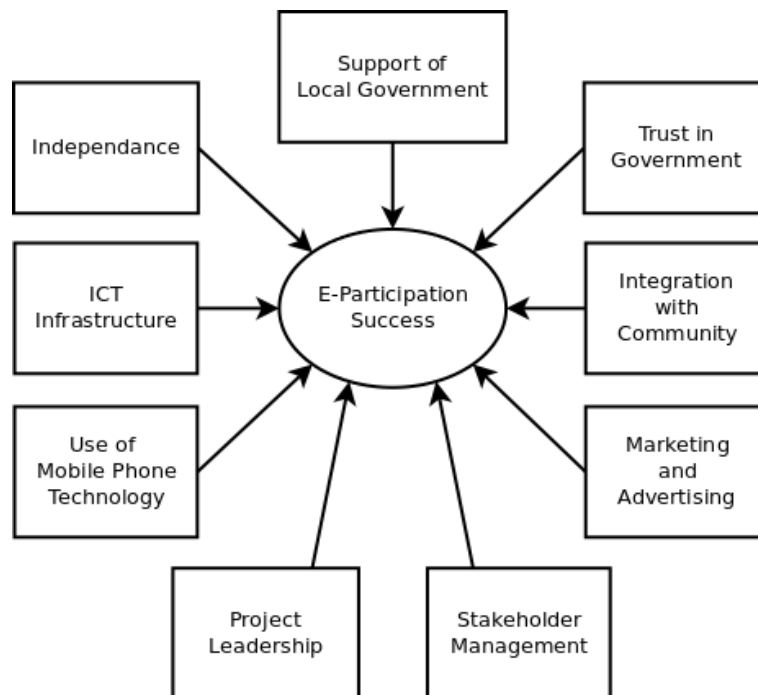 Support of
Local Government
Independance
Trust in
Government
ICT
Infrastructure
E-Participation
Success
Integration
with
Community
Use of
Mobile Phone
Technology
Marketing
and
Advertising
Project
Leadership
Stakeholder
Management